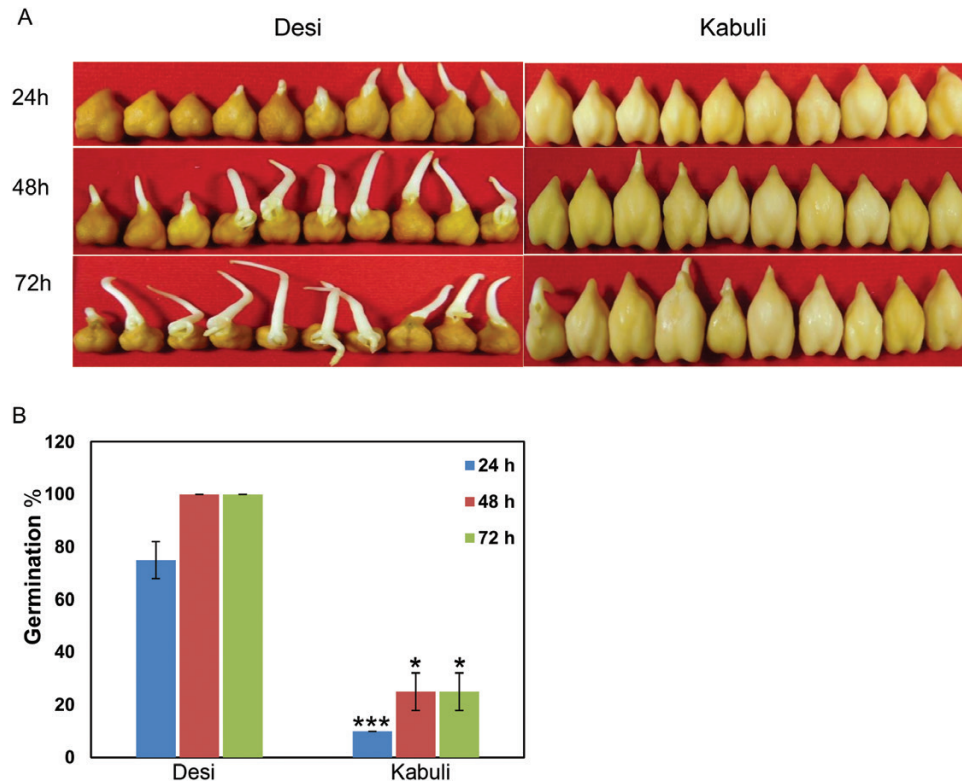 A
Desi
Kabuli
24h
48h
72h
B
Germination %
120
100
80
60
40
20
0
24 h
48 h
72 h
***
*
*
Desi
Kabuli